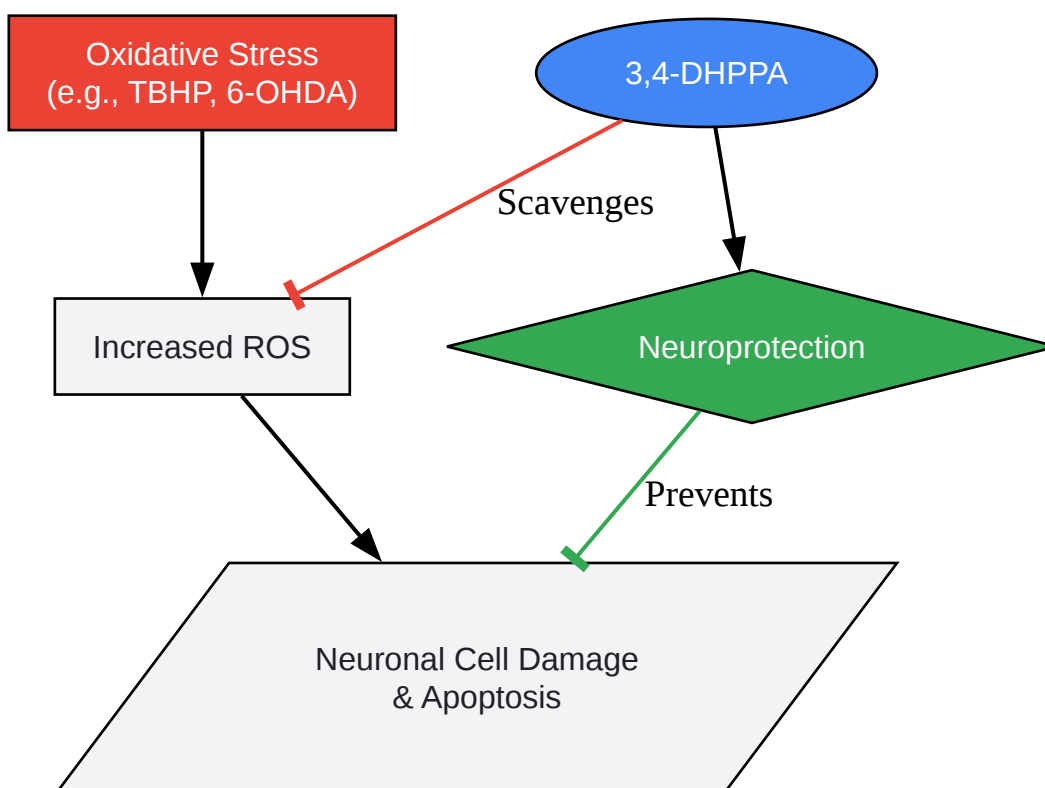 Oxidative Stress
(e.g., TBHP, 6-OHDA)
3,4-DHPPA
Scavenges
Increased ROS
Neuroprotection
Prevents
Neuronal Cell Damage
& Apoptosis